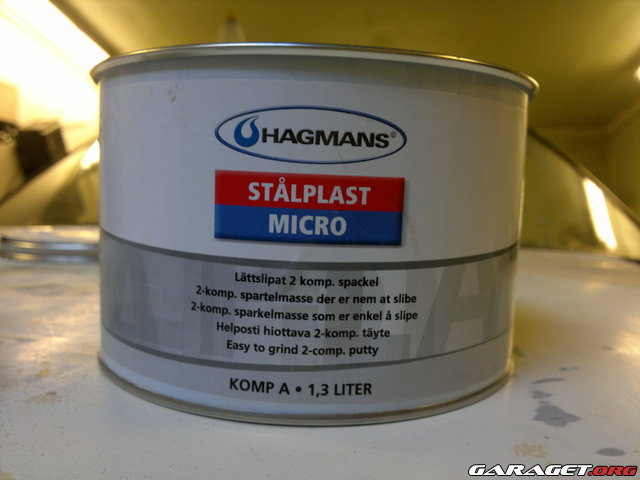 HAGMANS®
STÅLPLAST
MICRO
Lättslipat 2 komp. spackel
2-komp. spartelmasse der er nem at slibe
2-komp. sparkelmasse som er enkel å slipe
Helposti hiottava 2-komp. täyte
Easy to grind 2-comp. putty
KOMP A • 1,3 LITER
GARAGET.ORG